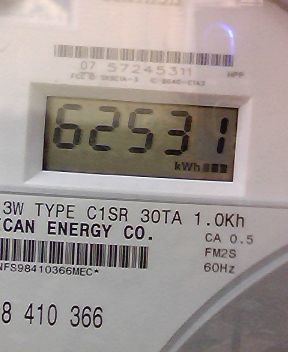 07 57245311 HPP
62531
kWh
3W TYPE C1SR 30TA 1.0Kh
CAN ENERGY CO.
CA 0.5
FM2S
NFS98410366MEC*
60Hz
8 410 366